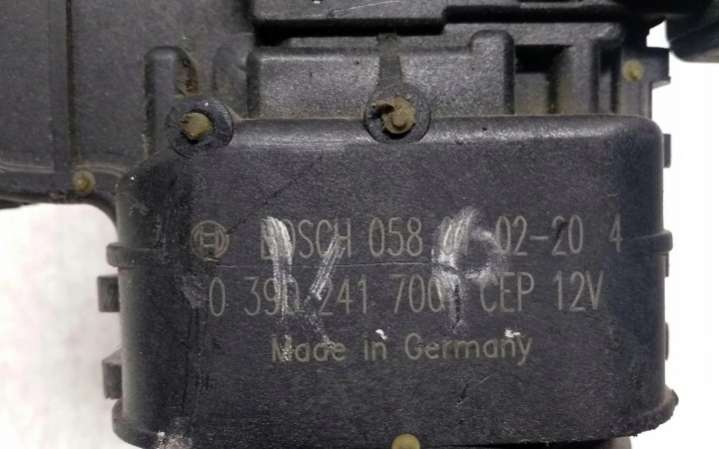 BOSCH 058 02-20 4
0 390 241 700 CEP 12V
Made in Germany